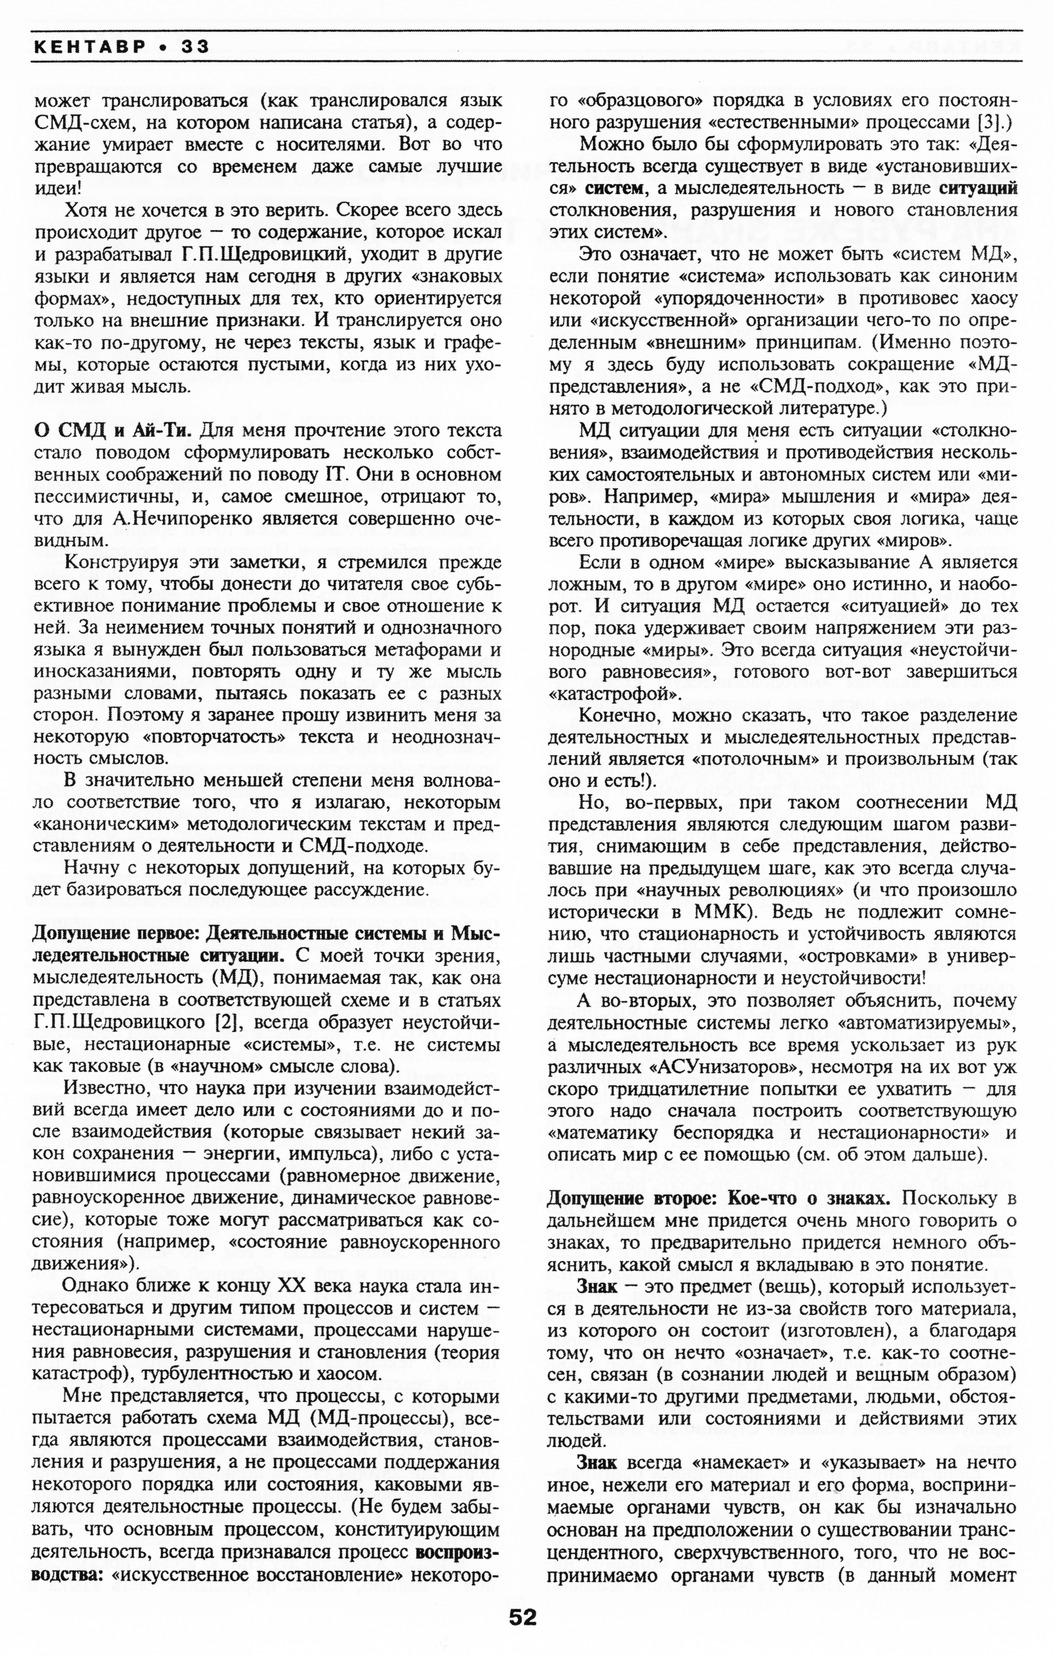 КЕНТАВР • 33
может транслироваться (как транслировался язык
СМД-схем, на котором написана статья), а содер-
жание умирает вместе с носителями. Вот во что
превращаются со временем даже самые лучшие
идеи!
Хотя не хочется в это верить. Скорее всего здесь
происходит другое — то содержание, которое искал
и разрабатывал Г.П.Щедровицкий, уходит в другие
языки и является нам сегодня в других «знаковых
формах», недоступных для тех, кто ориентируется
только на внешние признаки. И транслируется оно
как-то по-другому, не через тексты, язык и графе-
мы, которые остаются пустыми, когда из них ухо-
дит живая мысль.
О СМД и Ай-Ти. Для меня прочтение этого текста
стало поводом сформулировать несколько собст-
венных соображений по поводу IT. Они в основном
пессимистичны, и, самое смешное, отрицают то,
что для А.Нечипоренко является совершенно оче-
видным.
Конструируя эти заметки, я стремился прежде
всего к тому, чтобы донести до читателя свое субъ-
ективное понимание проблемы и свое отношение к
ней. За неимением точных понятий и однозначного
языка я вынужден был пользоваться метафорами и
иносказаниями, повторять одну и ту же мысль
разными словами, пытаясь показать ее с разных
сторон. Поэтому я заранее прошу извинить меня за
некоторую «повторчатость» текста и неоднознач-
ность смыслов.
В значительно меньшей степени меня волнова-
ло соответствие того, что я излагаю, некоторым
«каноническим» методологическим текстам и пред-
ставлениям о деятельности и СМД-подходе.
Начну с некоторых допущений, на которых бу-
дет базироваться последующее рассуждение.
Допущение первое: Деятельностные системы и Мыс-
ледеятельностные ситуации. С моей точки зрения,
мыследеятельность (МД), понимаемая так, как она
представлена в соответствующей схеме и в статьях
Г.П.Щедровицкого [2], всегда образует неустойчи-
вые, нестационарные «системы», т.е. не системы
как таковые (в «научном» смысле слова).
Известно, что наука при изучении взаимодейст-
вий всегда имеет дело или с состояниями до и по-
сле взаимодействия (которые связывает некий за-
кон сохранения — энергии, импульса), либо с уста-
новившимися процессами (равномерное движение,
равноускоренное движение, динамическое равнове-
сие), которые тоже могут рассматриваться как со-
стояния (например, «состояние равноускоренного
движения»).
Однако ближе к концу XX века наука стала ин-
тересоваться и другим типом процессов и систем —
нестационарными системами, процессами наруше-
ния равновесия, разрушения и становления (теория
катастроф), турбулентностью и хаосом.
Мне представляется, что процессы, с которыми
пытается работать схема МД (МД-процессы), все-
гда являются процессами взаимодействия, станов-
ления и разрушения, а не процессами поддержания
некоторого порядка или состояния, каковыми яв-
ляются деятельностные процессы. (Не будем забы-
вать, что основным процессом, конституирующим
деятельность, всегда признавался процесс воспроиз-
водства: «искусственное восстановление» некоторо-
го «образцового» порядка в условиях его постоян-
ного разрушения «естественными» процессами [3].)
Можно было бы сформулировать это так: «Дея-
тельность всегда существует в виде «установивших-
ся» систем, а мыследеятельность — в виде ситуаций
столкновения, разрушения и нового становления
этих систем».
Это означает, что не может быть «систем МД»,
если понятие «система» использовать как синоним
некоторой «упорядоченности» в противовес хаосу
или «искусственной» организации чего-то по опре-
деленным «внешним» принципам. (Именно поэто-
му я здесь буду использовать сокращение «МД-
представления», а не «СМД-подход», как это при-
нято в методологической литературе.)
МД ситуации для меня есть ситуации «столкно-
вения», взаимодействия и противодействия несколь-
ких самостоятельных и автономных систем или «ми-
ров». Например, «мира» мышления и «мира» дея-
тельности, в каждом из которых своя логика, чаще
всего противоречащая логике других «миров».
Если в одном «мире» высказывание А является
ложным, то в другом «мире» оно истинно, и наобо-
рот. И ситуация МД остается «ситуацией» до тех
пор, пока удерживает своим напряжением эти раз-
нородные «миры». Это всегда ситуация «неустойчи-
вого равновесия», готового вот-вот завершиться
«катастрофой».
Конечно, можно сказать, что такое разделение
деятельностных и мыследеятельностных представ-
лений является «потолочным» и произвольным (так
оно и есть!).
Но, во-первых, при таком соотнесении МД
представления являются следующим шагом разви-
тия, снимающим в себе представления, действо-
вавшие на предыдущем шаге, как это всегда случа-
лось при «научных революциях» (и что произошло
исторически в ММК). Ведь не подлежит сомне-
нию, что стационарность и устойчивость являются
лишь частными случаями, «островками» в универ-
суме нестационарности и неустойчивости!
А во-вторых, это позволяет объяснить, почему
деятельностные системы легко «автоматизируемы»,
а мыследеятельность все время ускользает из рук
различных «АСУнизаторов», несмотря на их вот уж
скоро тридцатилетние попытки ее ухватить — для
этого надо сначала построить соответствующую
«математику беспорядка и нестационарности» и
описать мир с ее помощью (см. об этом дальше).
Допущение второе: Кое-что о знаках. Поскольку в
дальнейшем мне придется очень много говорить о
знаках, то предварительно придется немного объ-
яснить, какой смысл я вкладываю в это понятие.
Знак — это предмет (вещь), который использует-
ся в деятельности не из-за свойств того материала,
из которого он состоит (изготовлен), а благодаря
тому, что он нечто «означает», т.е. как-то соотне-
сен, связан (в сознании людей и вещным образом)
с какими-то другими предметами, людьми, обстоя-
тельствами или состояниями и действиями этих
людей.
Знак всегда «намекает» и «указывает» на нечто
иное, нежели его материал и его форма, восприни-
маемые органами чувств, он как бы изначально
основан на предположении о существовании транс-
цендентного, сверхчувственного, того, что не вос-
принимаемо органами чувств (в данный момент
52